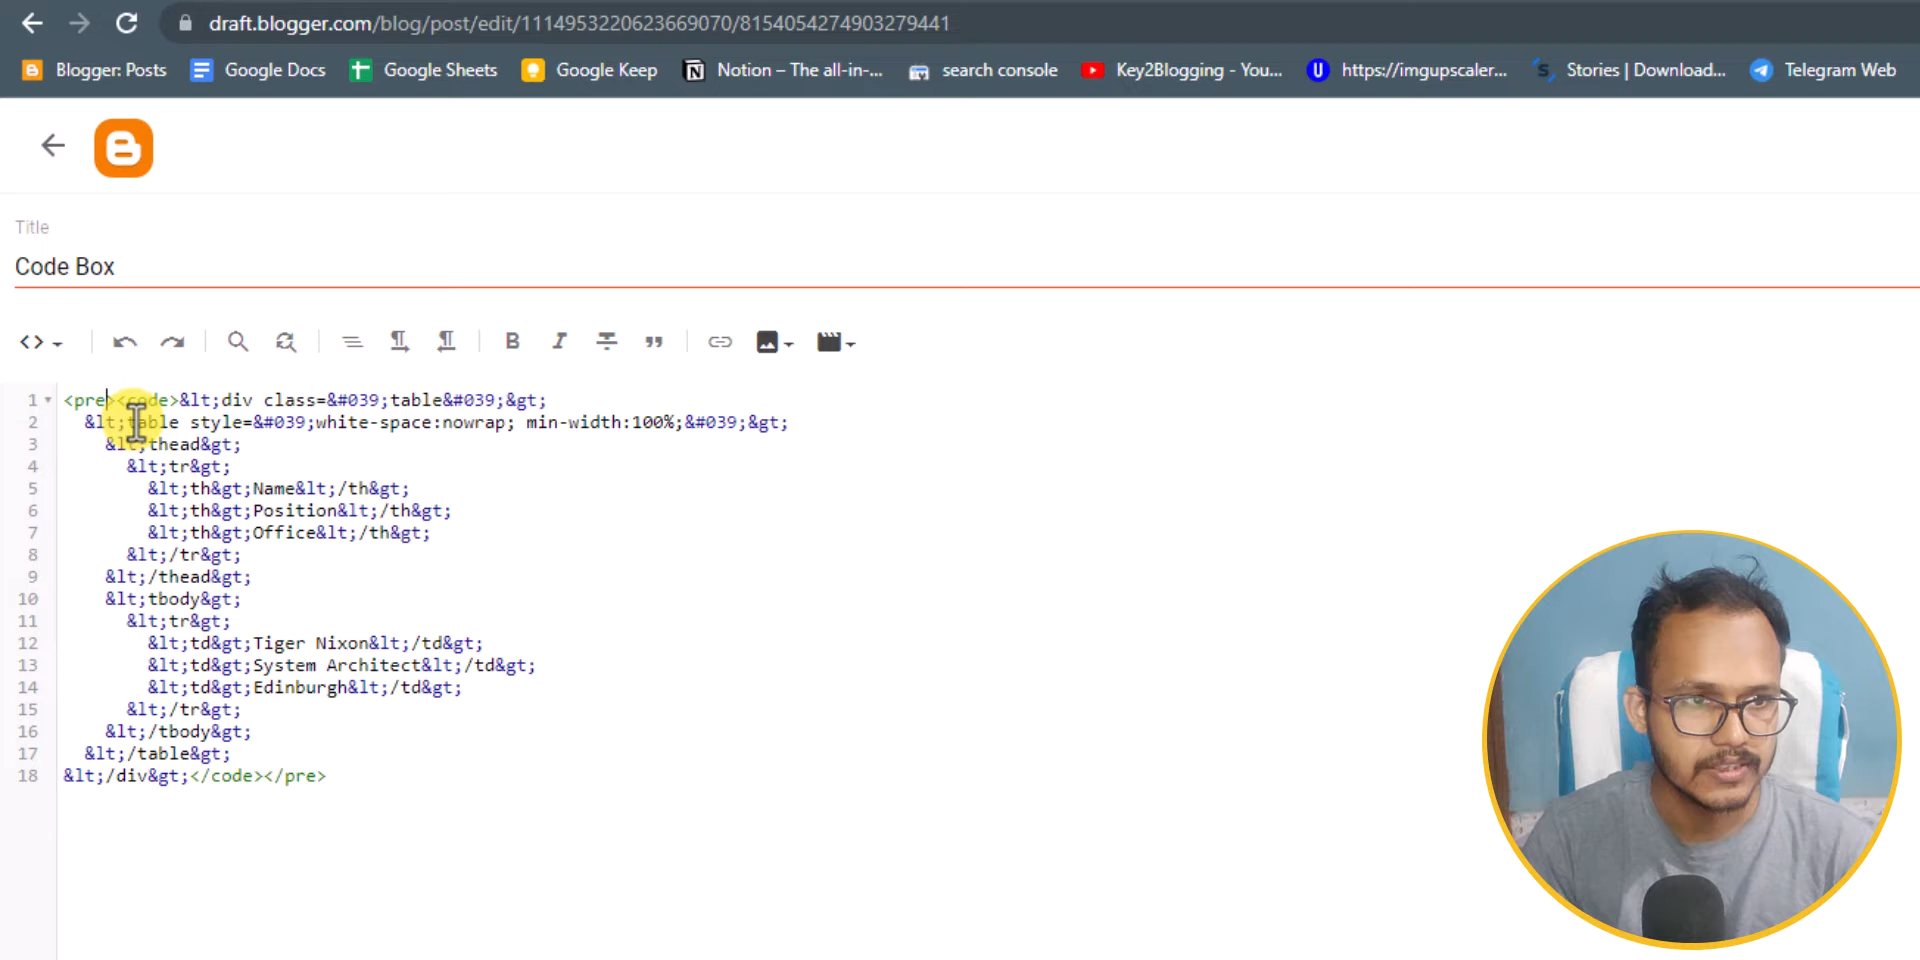 draft.blogger.com/blog/post/edit/1114953220623669070/8154054274903279441
Blogger: Posts Google Docs Google Sheets Google Keep Notion – The all-in-... search console Key2Blogging - You... https://imgupscaler... Stories | Download... Telegram Web
Title
Code Box
1 <pre><code>&lt;div class=&#039;table&#039;&gt;
2 &lt;table style=&#039;white-space:nowrap; min-width:100%;&#039;&gt;
3 &lt;thead&gt;
4 &lt;tr&gt;
5 &lt;th&gt;Name&lt;/th&gt;
6 &lt;th&gt;Position&lt;/th&gt;
7 &lt;th&gt;Office&lt;/th&gt;
8 &lt;/tr&gt;
9 &lt;/thead&gt;
10 &lt;tbody&gt;
11 &lt;tr&gt;
12 &lt;td&gt;Tiger Nixon&lt;/td&gt;
13 &lt;td&gt;System Architect&lt;/td&gt;
14 &lt;td&gt;Edinburgh&lt;/td&gt;
15 &lt;/tr&gt;
16 &lt;/tbody&gt;
17 &lt;/table&gt;
18 &lt;/div&gt;</code></pre>